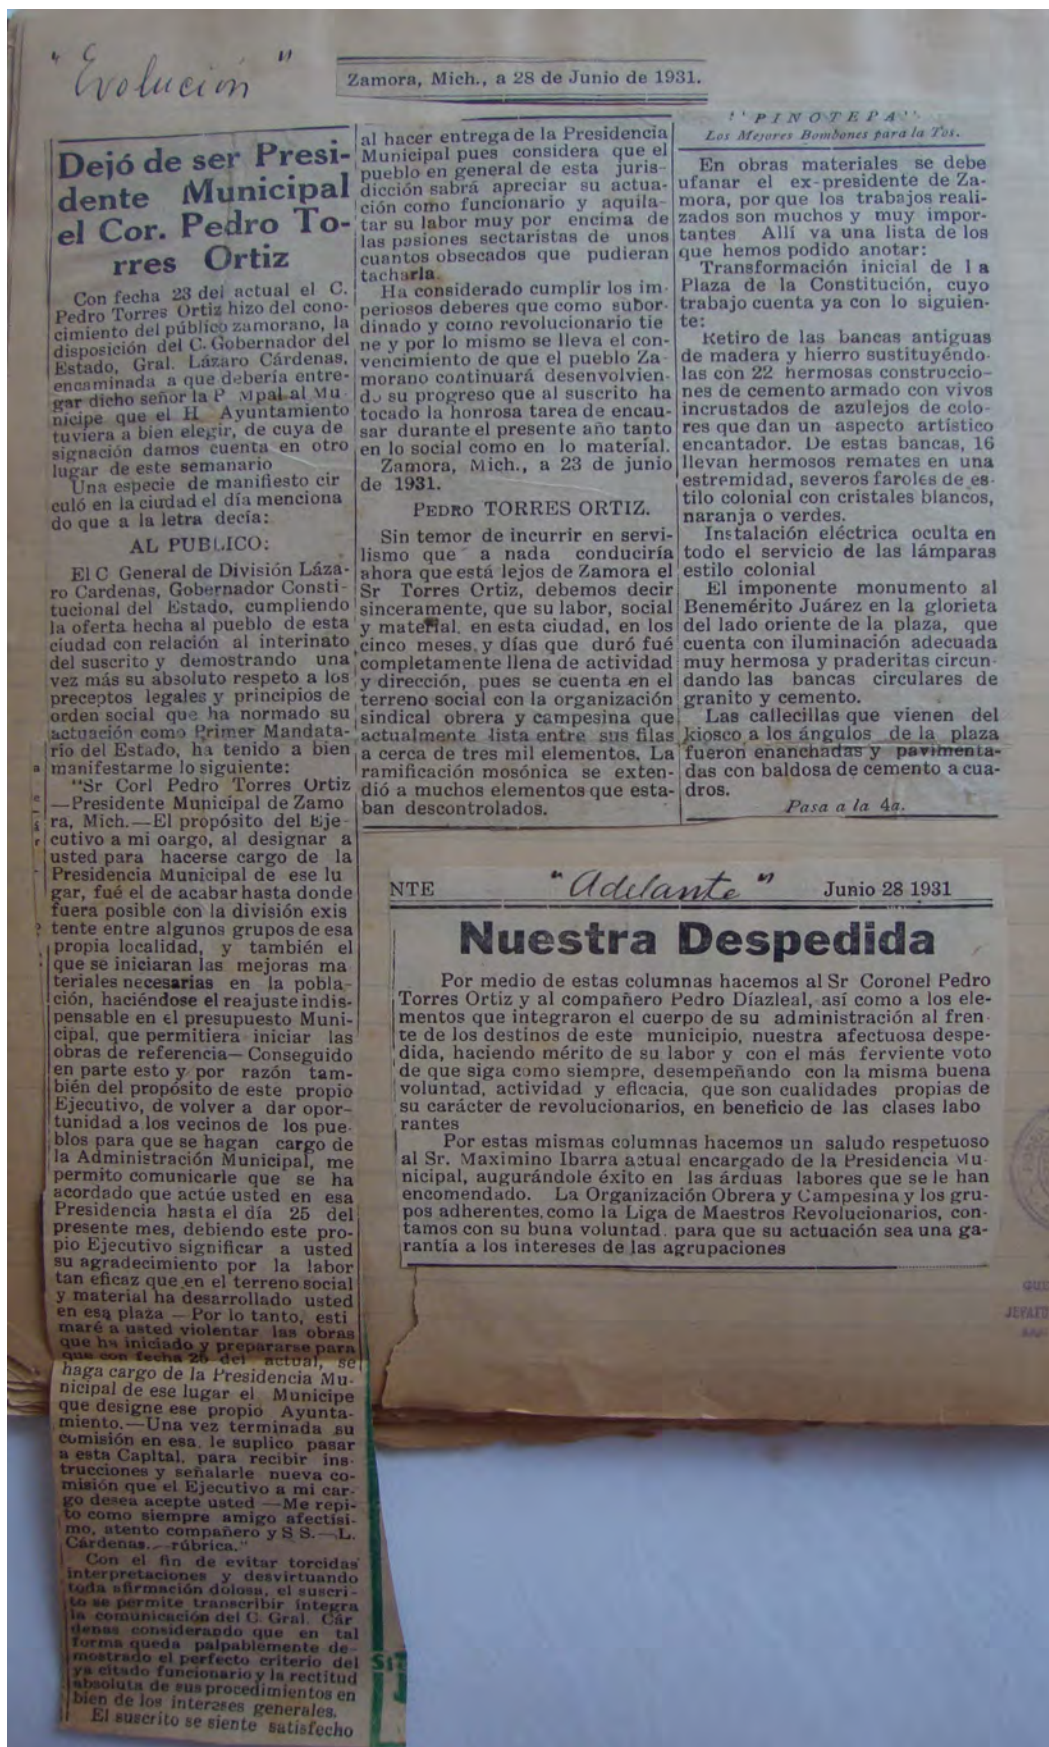 "Evolución"
Zamora, Mich., a 28 de Junio de 1931.
Dejó de ser Presi-
dente Municipal
el Cor. Pedro To-
rres Ortiz
Con fecha 23 del actual el C.
Pedro Torres Ortiz hizo del cono-
cimiento del público zamorano, la
disposición del C. Gobernador del
Estado, Gral. Lázaro Cárdenas,
encaminada a que debería entre-
gar dicho señor la P Mpal al Mu-
nicipe que el H. Ayuntamiento
tuviera a bien elegir, de cuya de
signación damos cuenta en otro
lugar de este semanario
Una especie de manifiesto cir
culó en la ciudad el día menciona
do que a la letra decía:
AL PUBLICO:
El C General de División Láza-
ro Cardenas, Gobernador Consti-
tucional del Estado, cumpliendo
la oferta hecha al pueblo de esta
ciudad con relación al interinato
del suscrito y demostrando una
vez más su absoluto respeto a los
preceptos legales y principios de
orden social que ha normado su
actuación como Primer Mandata-
rio del Estado, ha tenido a bien
manifestarme lo siguiente:
"Sr Corl Pedro Torres Ortiz
—Presidente Municipal de Zamo
ra, Mich.—El propósito del Eje-
cutivo a mi oargo, al designar a
usted para hacerse cargo de la
Presidencia Municipal de ese lu
gar, fué el de acabar hasta donde
fuera posible con la división exis
tente entre algunos grupos de esa
propia localidad, y también el
que se iniciaran las mejoras ma
teriales necesarias en la pobla-
ción, haciéndose el reajuste indis-
pensable en el presupuesto Muni-
cipal, que permitiera iniciar las
obras de referencia— Conseguido
en parte esto y por razón tam-
bién del propósito de este propio
Ejecutivo, de volver a dar opor-
tunidad a los vecinos de los pue-
blos para que se hagan cargo de
la Administración Municipal, me
permito comunicarle que se ha
acordado que actúe usted en esa
Presidencia hasta el día 25 del
presente mes, debiendo este pro-
pio Ejecutivo significar a usted
su agradecimiento por la labor
tan eficaz que en el terreno social
y material ha desarrollado usted
en esa plaza — Por lo tanto, esti
maré a usted violentar las obras
que ha iniciado y prepararse para
que con fecha 25 del actual, se
haga cargo de la Presidencia Mu-
nicipal de ese lugar el Municipe
que designe ese propio Ayunta-
miento.—Una vez terminada su
comisión en esa, le suplico pasar
a esta Capltal, para recibir ins-
trucciones y señalarle nueva co-
misión que el Ejecutivo a mi car-
go desea acepte usted —Me repi-
to como siempre amigo afectísi-
mo, atento compañero y S S.—L.
Cárdenas.—rúbrica."
Con el fin de evitar torcidas
interpretaciones y desvirtuando
toda afirmación dolosa, el suscri-
to se permite transcribir íntegra
la comunicación del C. Gral. Cár
denas considerando que en tal
forma queda palpablemente de-
mostrado el perfecto criterio del
ya citado funcionario y la rectitud
absoluta de sus procedimientos en
bien de los intereses generales.
El suscrito se siente satisfecho
al hacer entrega de la Presidencia
Municipal pues considera que el
pueblo en general de esta juris-
dicción sabrá apreciar su actua-
ción como funcionario y aquila-
tar su labor muy por encima de
las pasiones sectaristas de unos
cuantos obsecados que pudieran
tacharla.
Ha considerado cumplir los im-
periosos deberes que como subor-
dinado y como revolucionario tie
ne y por lo mismo se lleva el con-
vencimiento de que el pueblo Za-
morano continuará desenvolvien-
do su progreso que al suscrito ha
tocado la honrosa tarea de encau-
sar durante el presente año tanto
en lo social como en lo material.
Zamora, Mich., a 23 de junio
de 1931.
PEDRO TORRES ORTIZ.
Sin temor de incurrir en servi-
lismo que a nada conduciría
ahora que está lejos de Zamora el
Sr Torres Ortiz, debemos decir
sinceramente, que su labor, social
y material, en esta ciudad, en los
cinco meses y días que duró fué
completamente llena de actividad
y dirección, pues se cuenta en el
terreno social con la organización
sindical obrera y campesina que
actualmente lista entre sus filas
a cerca de tres mil elementos. La
ramificación mosónica se exten-
dió a muchos elementos que esta-
ban descontrolados.
"PINOTEPA"
Los Mejores Bombones para la Tos.
En obras materiales se debe
ufanar el ex-presidente de Za-
mora, por que los trabajos reali-
zados son muchos y muy impor-
tantes Allí va una lista de los
que hemos podido anotar:
Transformación inicial de la
Plaza de la Constitución, cuyo
trabajo cuenta ya con lo siguien-
te:
Retiro de las bancas antiguas
de madera y hierro sustituyéndo-
las con 22 hermosas construccio-
nes de cemento armado con vivos
incrustados de azulejos de colo-
res que dan un aspecto artístico
encantador. De estas bancas, 16
llevan hermosos remates en una
estremidad, severos faroles de es-
tilo colonial con cristales blancos,
naranja o verdes.
Instalación eléctrica oculta en
todo el servicio de las lámparas
estilo colonial
El imponente monumento al
Benemérito Juárez en la glorieta
del lado oriente de la plaza, que
cuenta con iluminación adecuada
muy hermosa y praderitas circun-
dando las bancas circulares de
granito y cemento.
Las callecillas que vienen del
kiosco a los ángulos de la plaza
fueron enanchadas y pavimenta-
das con baldosa de cemento a cua-
dros.
Pasa a la 4a.
NTE "Adelante" Junio 28 1931
Nuestra Despedida
Por medio de estas columnas hacemos al Sr Coronel Pedro
Torres Ortiz y al compañero Pedro Díazleal, así como a los ele-
mentos que integraron el cuerpo de su administración al fren-
te de los destinos de este municipio, nuestra afectuosa despe-
dida, haciendo mérito de su labor y con el más ferviente voto
de que siga como siempre, desempeñando con la misma buena
voluntad, actividad y eficacia, que son cualidades propias de
su carácter de revolucionarios, en beneficio de las clases labo
rantes
Por estas mismas columnas hacemos un saludo respetuoso
al Sr. Maximino Ibarra actual encargado de la Presidencia Mu-
nicipal, augurándole éxito en las árduas labores que se le han
encomendado. La Organización Obrera y Campesina y los gru-
pos adherentes, como la Liga de Maestros Revolucionarios, con-
tamos con su buna voluntad. para que su actuación sea una ga-
rantía a los intereses de las agrupaciones